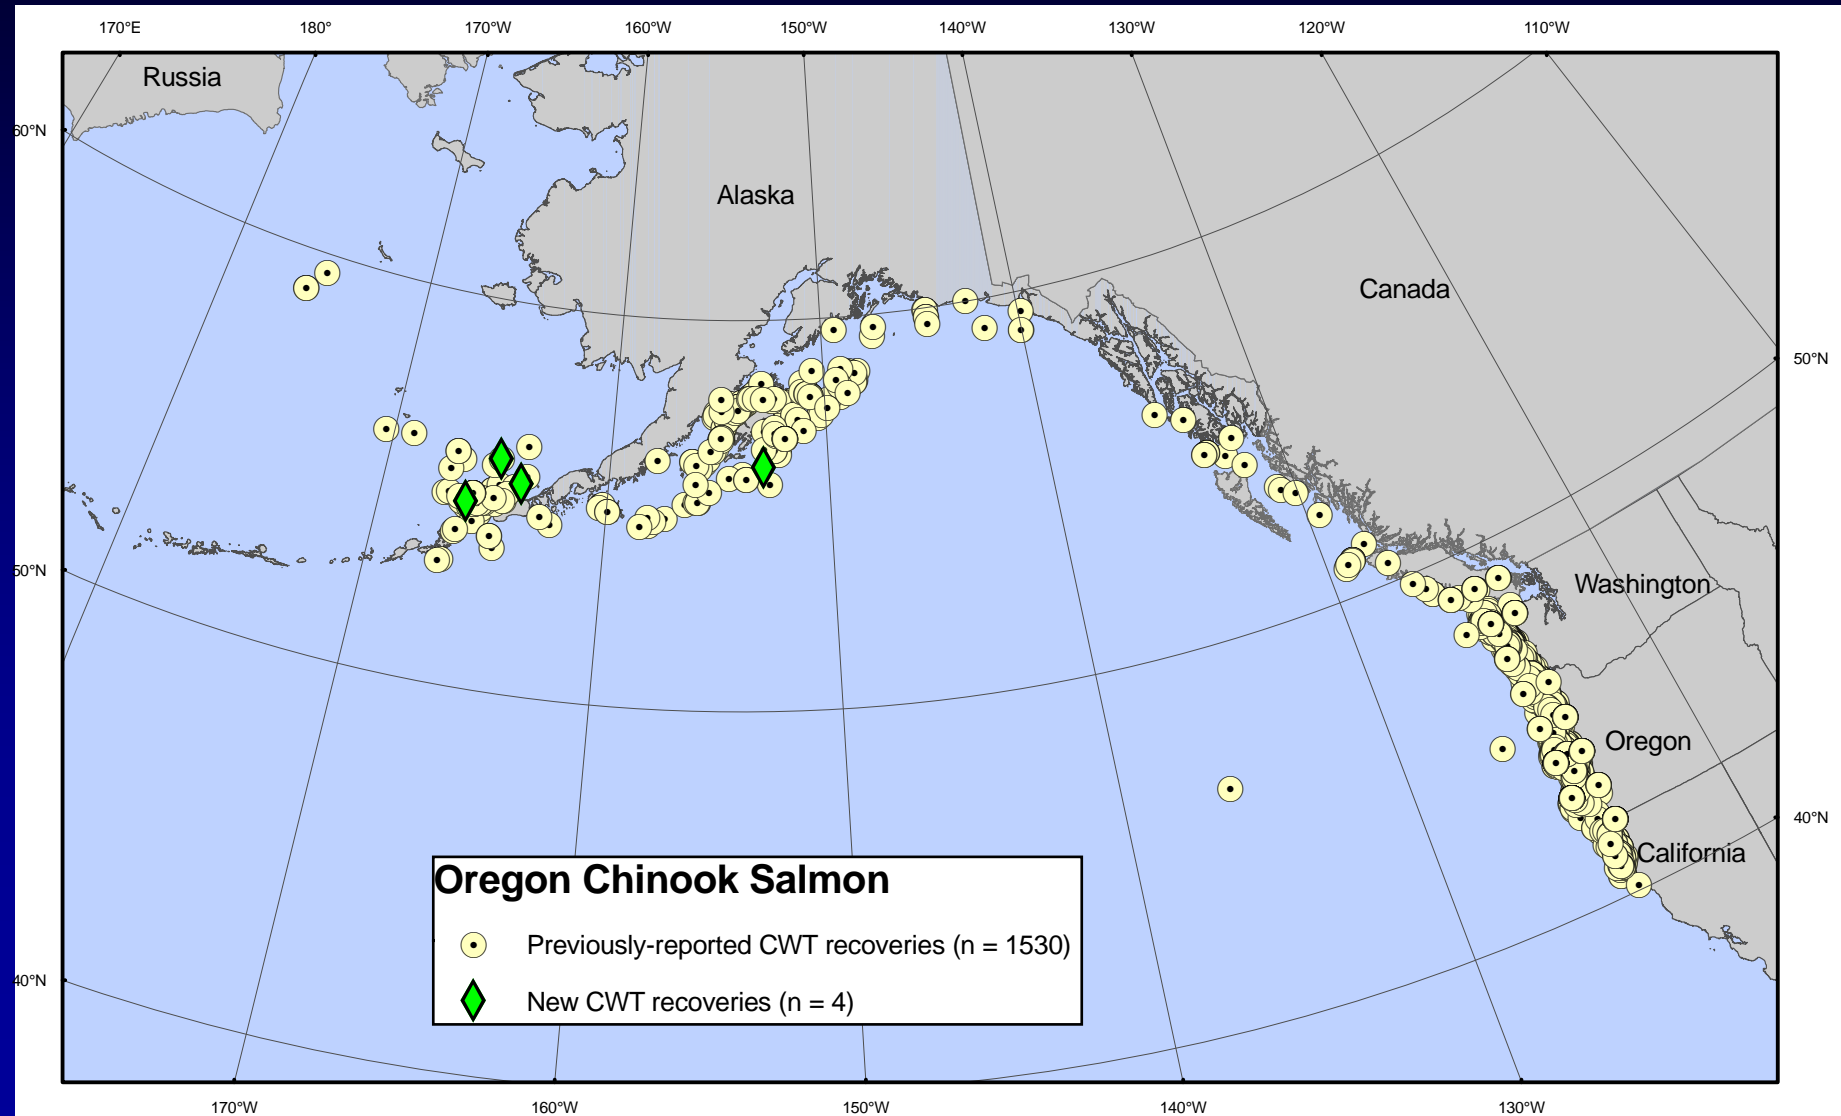 170°E 180° 170°W 160°W 150°W 140°W 130°W 120°W 110°W
Russia
60°N
Alaska
Canada
50°N
50°N
Washington
Oregon
40°N
California
Oregon Chinook Salmon
Previously-reported CWT recoveries (n = 1530)
40°N
New CWT recoveries (n = 4)
170°W 160°W 150°W 140°W 130°W